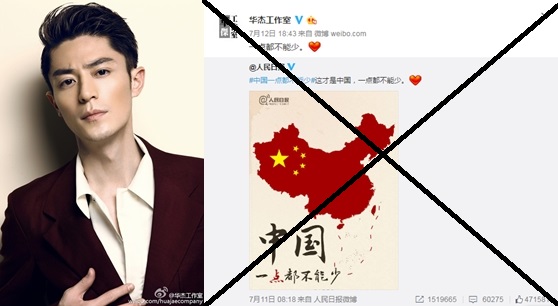 华杰工作室
7月12日 18:43 来自 微博 weibo.com
一点都不能少。
@人民日报
#中国一点都不能少#这才是中国，一点都不能少。
@人民日报
中国
一点都不能少
7月11日 08:18 来自 人民日报微博
1519665
60275
47158
@华杰工作室
weibo.com/huajaecompany